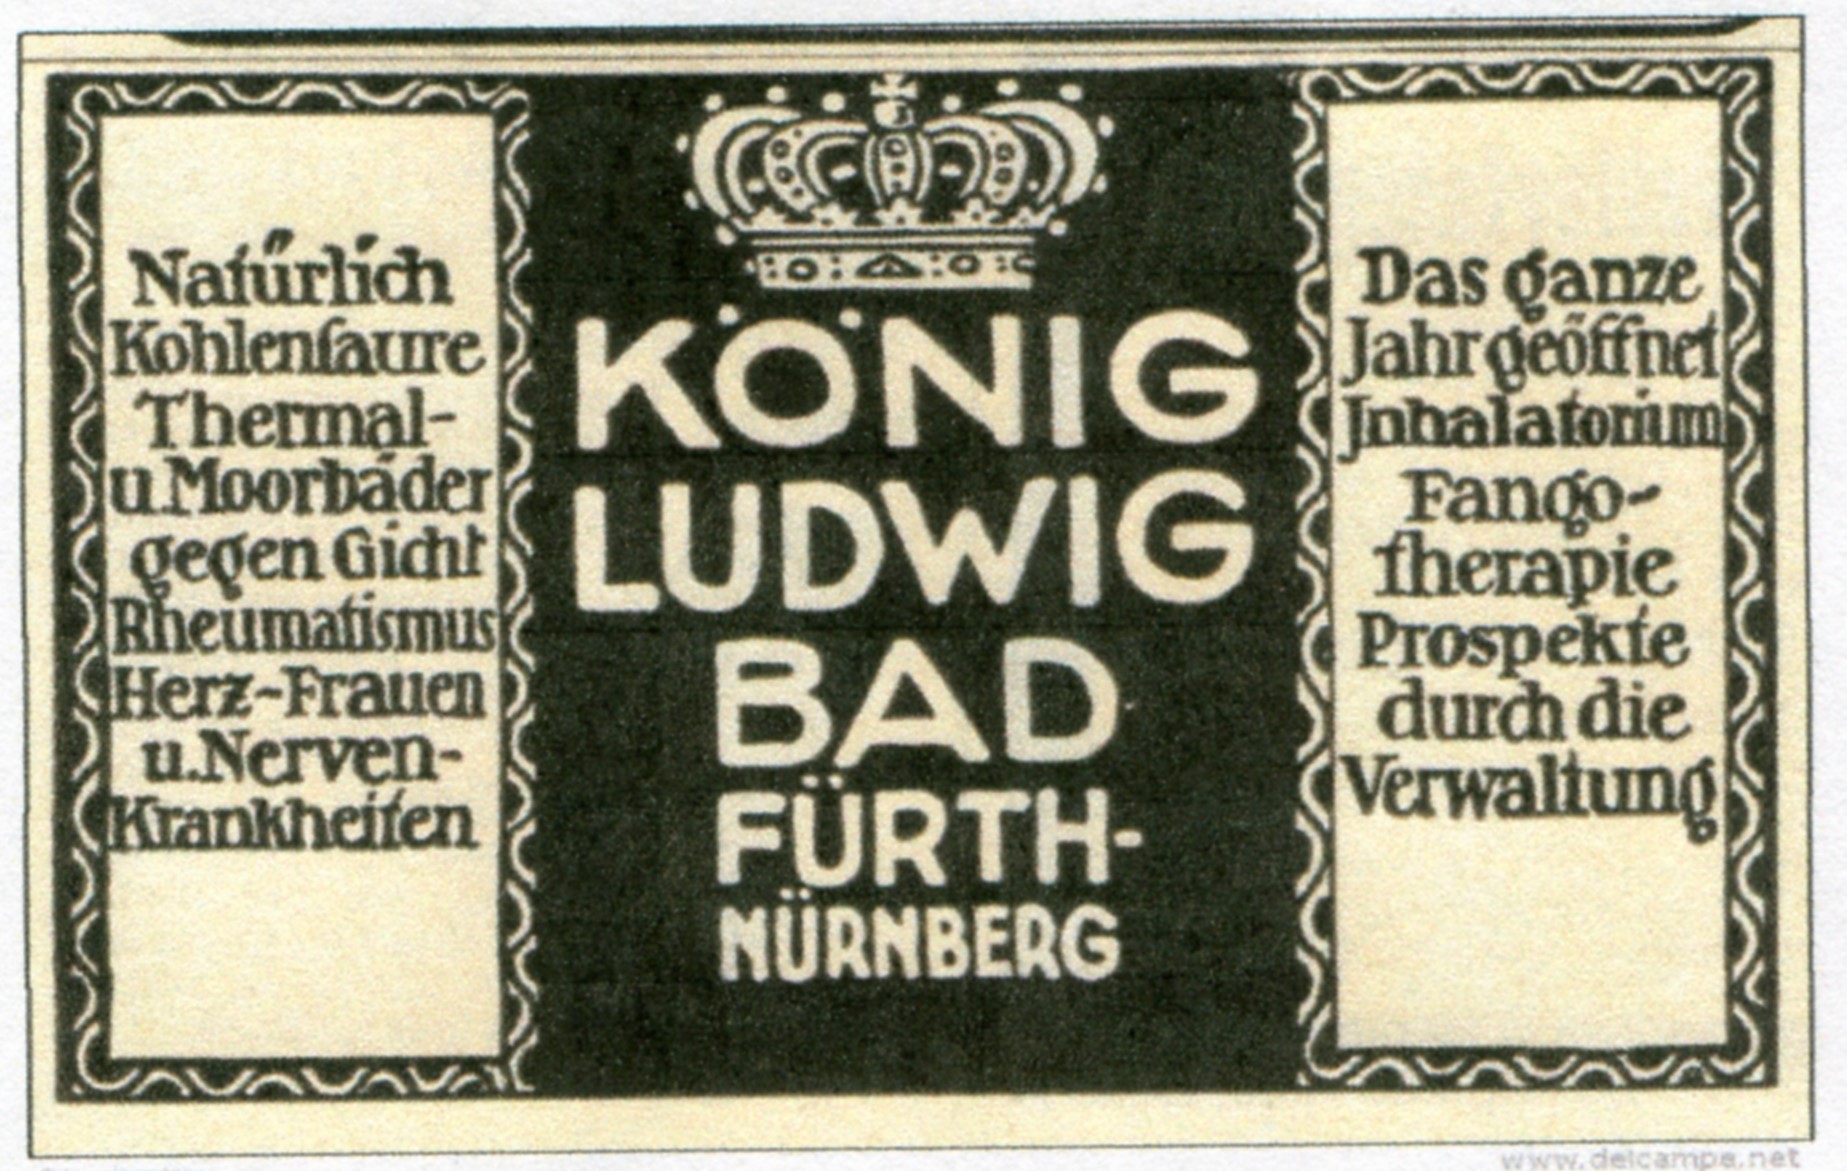 Natürlich
Kohlenſaure
Thermal-
u. Moorbäder
gegen Gicht
Rheumatismus
Herz-Frauen
u. Nerven-
Krankheiten
KÖNIG
LUDWIG
BAD
FÜRTH-
NÜRNBERG
Das ganze
Jahr geöffnet
Jnhalatorium
Fango-
therapie
Prospekte
durch die
Verwaltung
www.delcampe.net